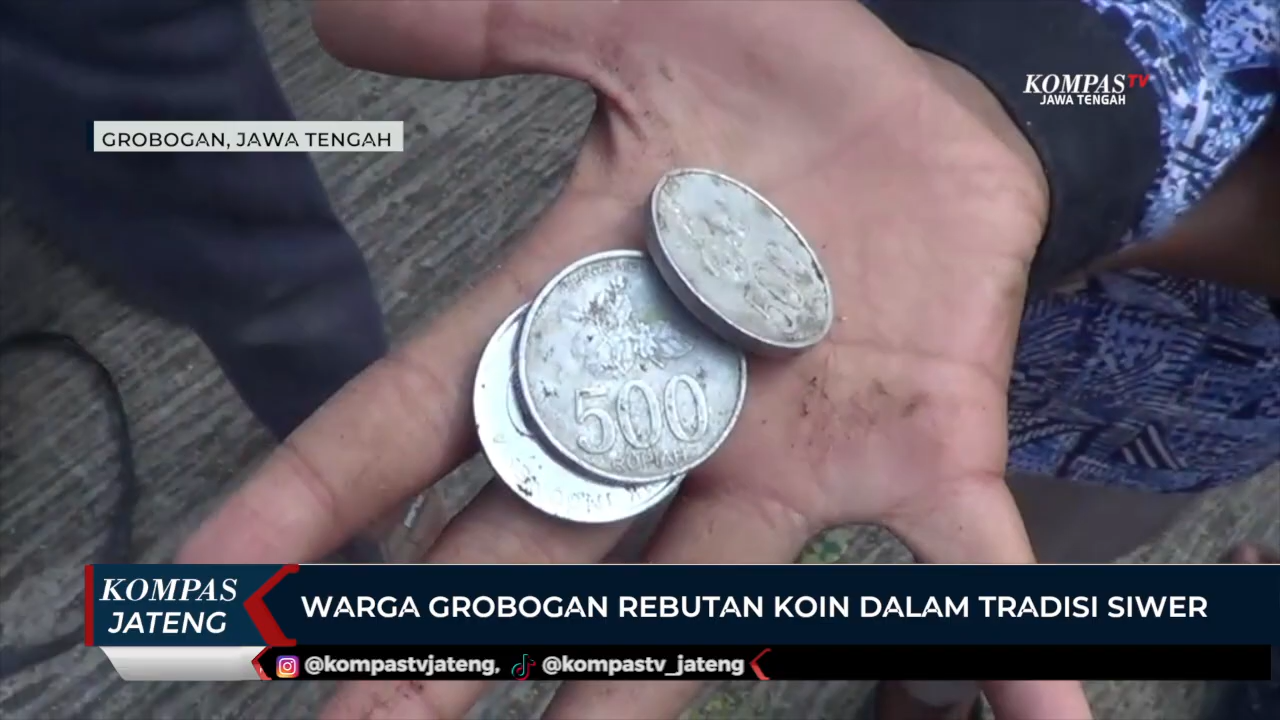 KOMPAS TV
JAWA TENGAH
GROBOGAN, JAWA TENGAH
500
500
RUPIAH
KOMPAS
JATENG
WARGA GROBOGAN REBUTAN KOIN DALAM TRADISI SIWER
@kompastvjateng,
@kompastv_jateng